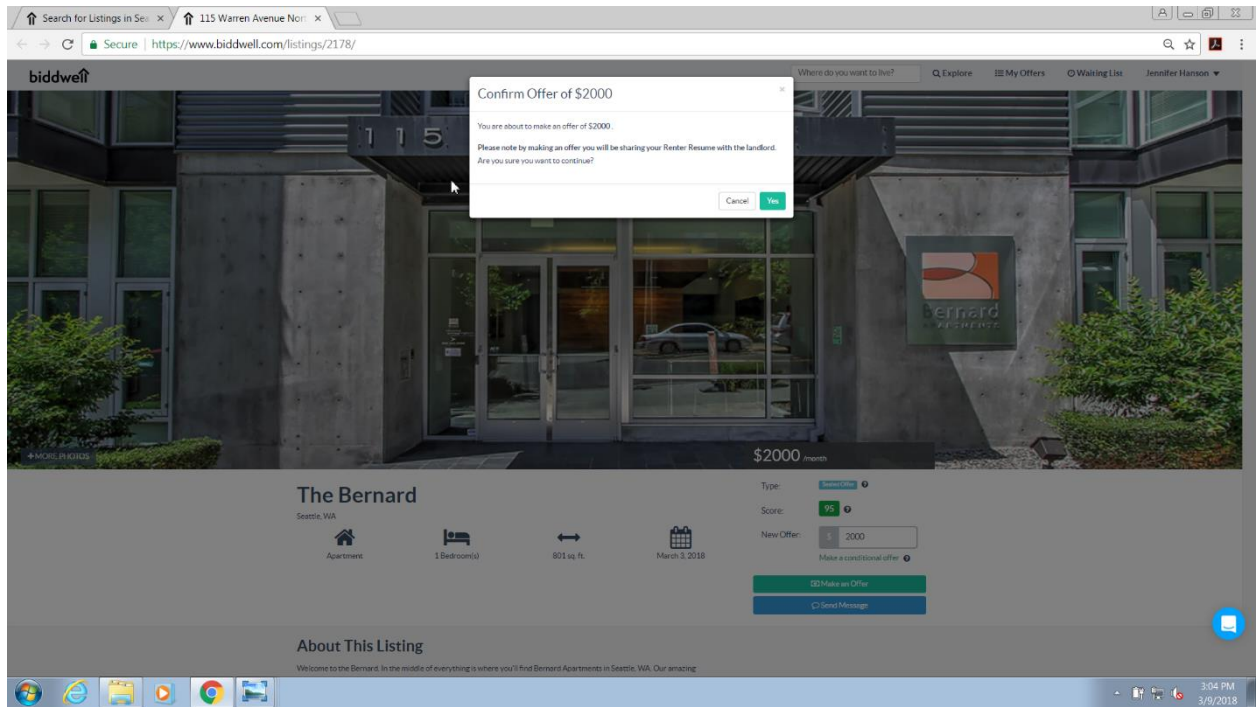 Search for Listings in Sea
115 Warren Avenue Nort
Secure | https://www.biddwell.com/listings/2178/
biddwell
Where do you want to live?
Explore
My Offers
Waiting List
Jennifer Hanson
Confirm Offer of $2000
×
You are about to make an offer of $2000 .
Please note by making an offer you will be sharing your Renter Resume with the landlord.
Are you sure you want to continue?
Cancel
Yes
1 1 5
Bernard
APARTMENTS
+MORE PHOTOS
$2000 /month
The Bernard
Seattle, WA
Apartment
1 Bedroom(s)
801 sq. ft.
March 3, 2018
Type:
Score: 95
New Offer: $ 2000
Make a conditional offer
Make an Offer
Send Message
About This Listing
Welcome to the Bernard. In the middle of everything is where you'll find Bernard Apartments in Seattle, WA. Our amazing
3:04 PM
3/9/2018